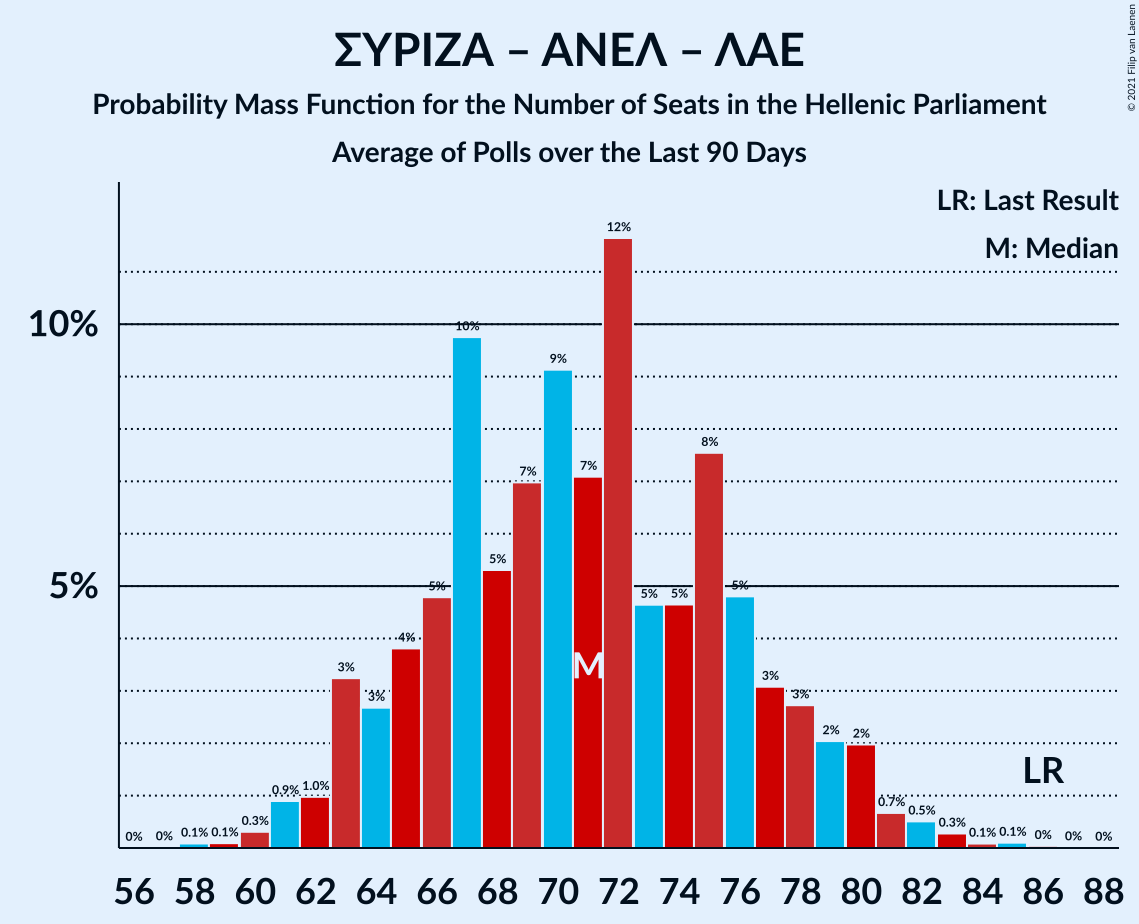 ΣΥΡΙΖΑ – ΑΝΕΛ – ΛΑΕ
Probability Mass Function for the Number of Seats in the Hellenic Parliament
Average of Polls over the Last 90 Days
© 2021 Filip van Laenen
LR: Last Result
M: Median
10%
5%
0% 0% 0.1% 0.1% 0.3% 0.9% 1.0% 3% 3% 4% 5% 10% 5% 7% 9% 7% 12% 5% 5% 8% 5% 3% 3% 2% 2% 0.7% 0.5% 0.3% 0.1% 0.1% 0% 0% 0%
M
LR
56 58 60 62 64 66 68 70 72 74 76 78 80 82 84 86 88